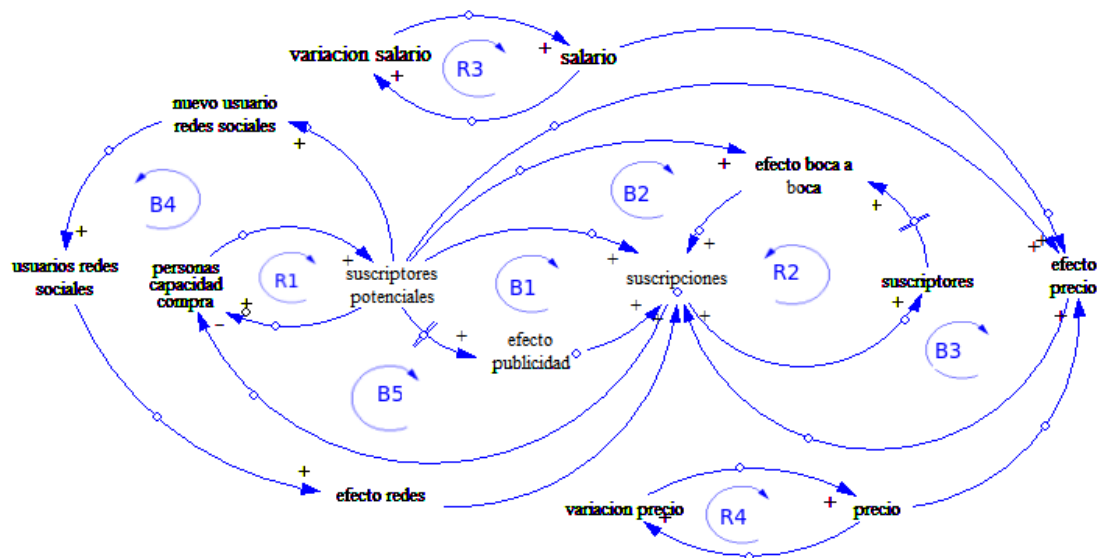 variacion salario
R3
salario
nuevo usuario
redes sociales
efecto boca a
boca
B2
B4
usuarios redes
sociales
personas
capacidad
compra
R1
suscriptores
potenciales
B1
suscripciones
R2
suscriptores
efecto
precio
efecto
publicidad
B3
B5
efecto redes
variacion precio
R4
precio